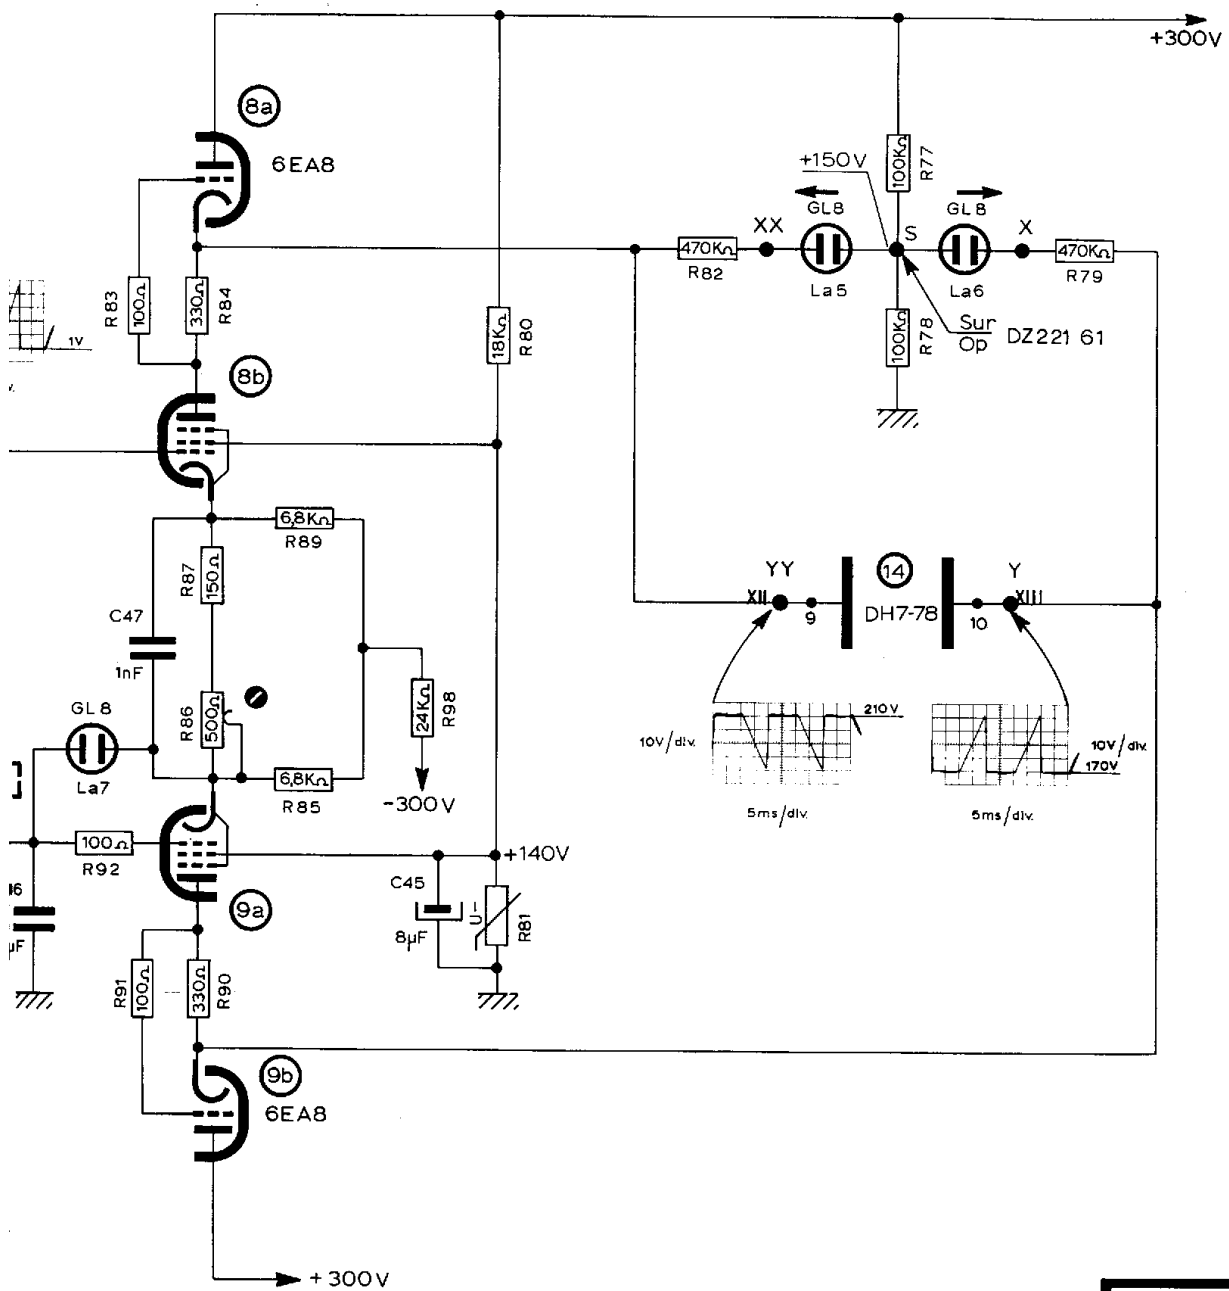 +300V
8a
6EA8
+150V
100KΩ
R77
GL8
GL8
XX
S
X
470KΩ
R82
La5
La6
470KΩ
R79
R83
100Ω
330Ω
R84
18KΩ
R80
100KΩ
R78
Sur
Op
DZ221 61
1V
8b
6,8KΩ
R89
R87
150Ω
C47
1nF
YY
14
Y
XII
9
DH7-78
10
XIII
GL8
R86
500Ω
24KΩ
R98
La7
6,8KΩ
R85
-300V
210V
10V/div.
5ms/div.
10V/div.
170V
5ms/div.
100Ω
R92
+140V
9a
C45
8µF
U
R81
µF
R91
100Ω
330Ω
R90
9b
6EA8
+300V